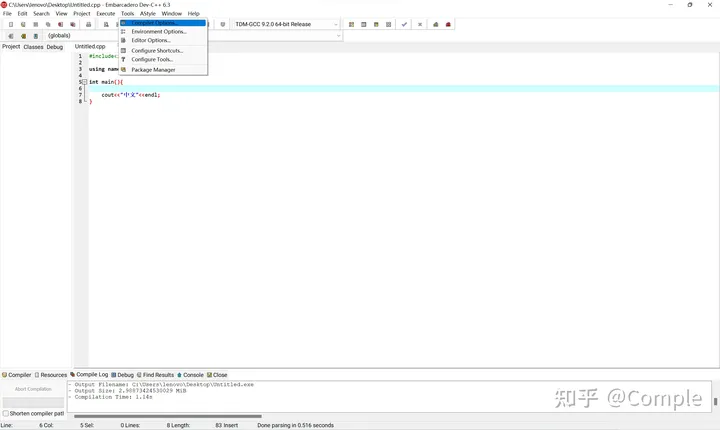 C:\Users\lenovo\Desktop\Untitled.cpp - Embarcadero Dev-C++ 6.3
File Edit Search View Project Execute Tools AStyle Window Help
Compiler Options...
TDM-GCC 9.2.0 64-bit Release
Environment Options...
(globals)
Editor Options...
Project Classes Debug
Untitled.cpp
Configure Shortcuts...
1 #include<
Configure Tools...
2
3 using name
Package Manager
4
5 int main(){
6
7 cout<<"中文"<<endl;
8 }
Compiler Resources Compile Log Debug Find Results Console Close
Abort Compilation
- Output Filename: C:\Users\lenovo\Desktop\Untitled.exe
- Output Size: 2.90873424530029 MiB
- Compilation Time: 1.14s
Shorten compiler path
知乎 @Comple
Line: 6 Col: 5 Sel: 0 Lines: 8 Length: 83 Insert Done parsing in 0.516 seconds